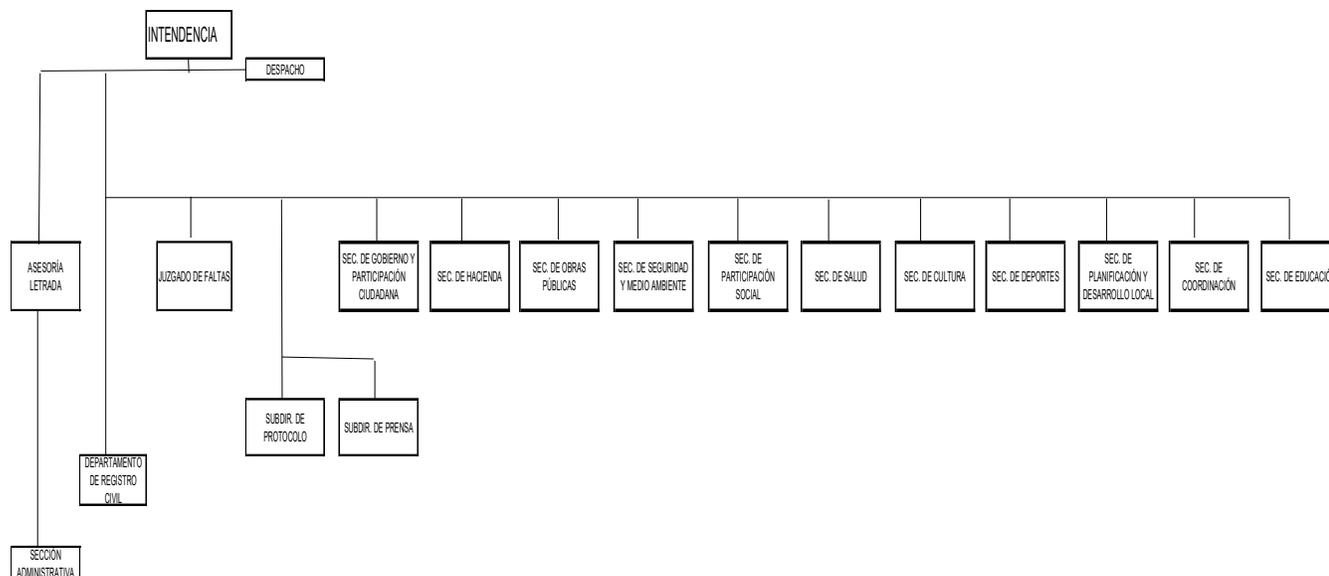 INTENDENCIA
DESPACHO
ASESORÍA
LETRADA
JUZGADO DE FALTAS
SEC. DE GOBIERNO Y
PARTICIPACIÓN
CIUDADANA
SEC. DE HACIENDA
SEC. DE OBRAS
PÚBLICAS
SEC. DE SEGURIDAD
Y MEDIO AMBIENTE
SEC. DE
PARTICIPACIÓN
SOCIAL
SEC. DE SALUD
SEC. DE CULTURA
SEC. DE DEPORTES
SEC. DE
PLANIFICACIÓN Y
DESARROLLO LOCAL
SEC. DE
COORDINACIÓN
SEC. DE EDUCACIÓ
SUBDIR. DE
PROTOCOLO
SUBDIR. DE PRENSA
DEPARTAMENTO
DE REGISTRO
CIVIL
SECCIÓN
ADMINISTRATIVA